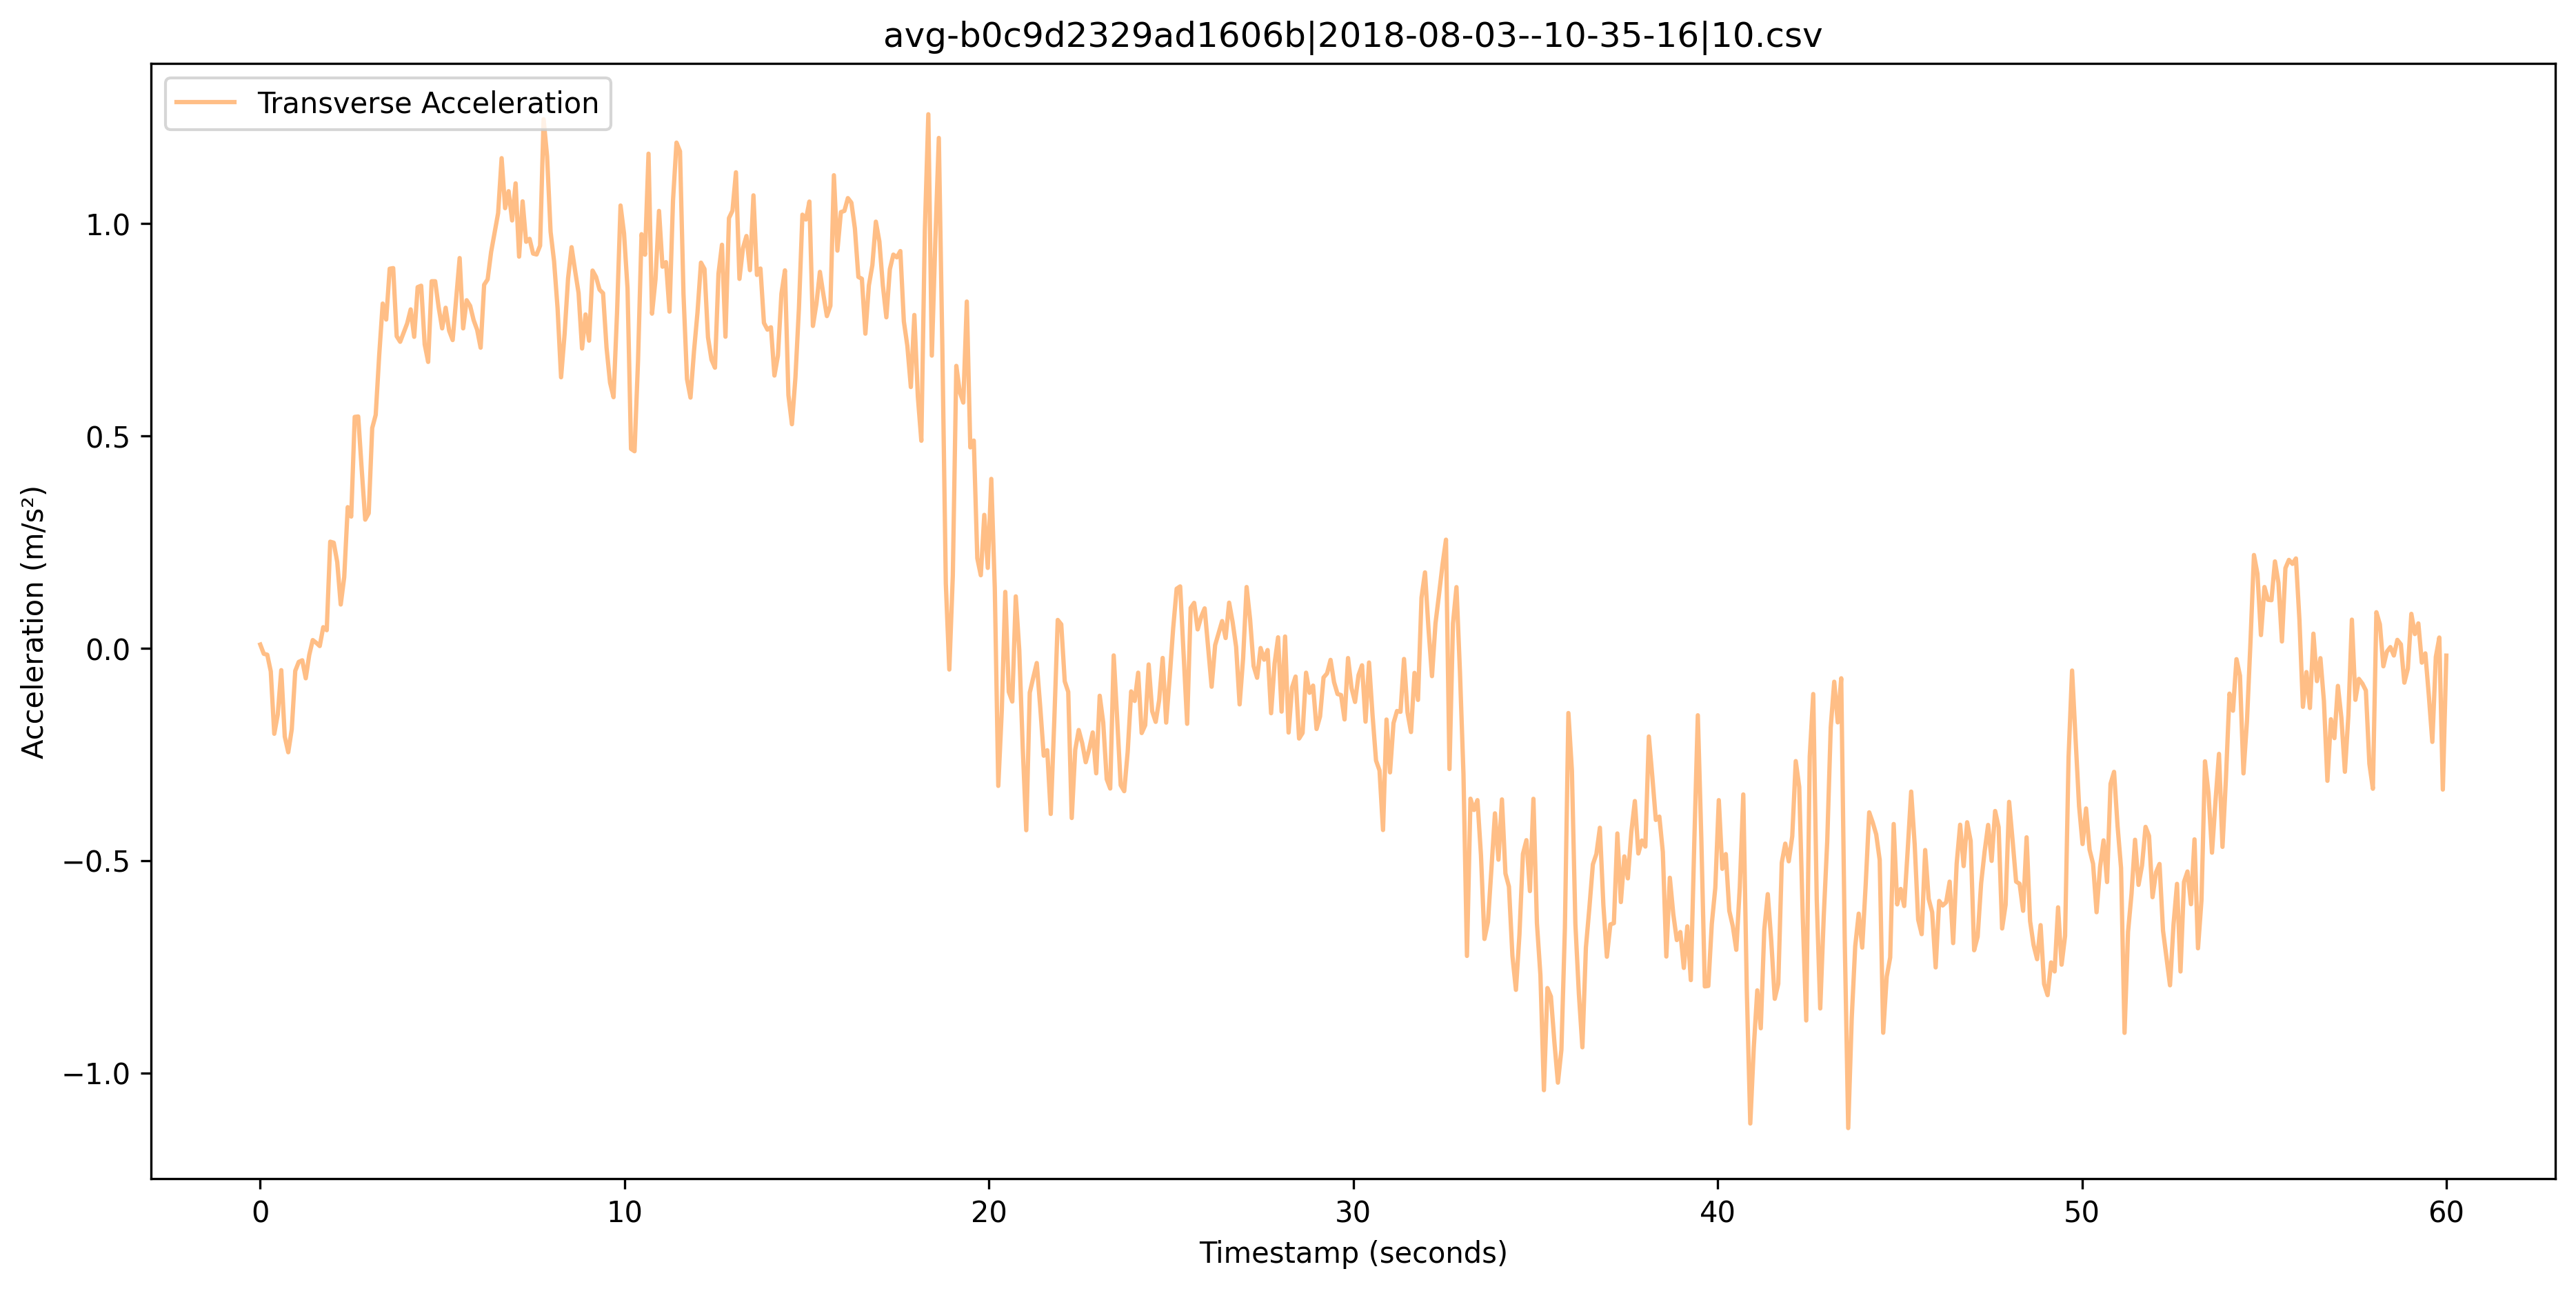 avg-b0c9d2329ad1606b|2018-08-03--10-35-16|10.csv
Transverse Acceleration
Acceleration (m/s²)
1.0
0.5
0.0
−0.5
−1.0
0 10 20 30 40 50 60
Timestamp (seconds)